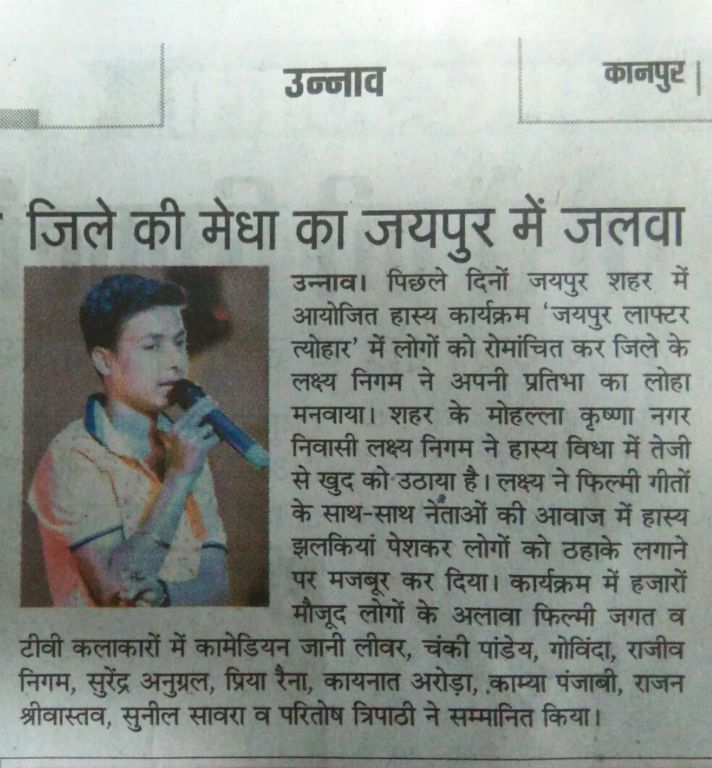 उन्नाव
कानपुर
जिले की मेधा का जयपुर में जलवा
उन्नाव। पिछले दिनों जयपुर शहर में
आयोजित हास्य कार्यक्रम ‘जयपुर लाफ्टर
त्योहार’ में लोगों को रोमांचित कर जिले के
लक्ष्य निगम ने अपनी प्रतिभा का लोहा
मनवाया। शहर के मोहल्ला कृष्णा नगर
निवासी लक्ष्य निगम ने हास्य विधा में तेजी
से खुद को उठाया है। लक्ष्य ने फिल्मी गीतों
के साथ-साथ नेताओं की आवाज में हास्य
झलकियां पेशकर लोगों को ठहाके लगाने
पर मजबूर कर दिया। कार्यक्रम में हजारों
मौजूद लोगों के अलावा फिल्मी जगत व
टीवी कलाकारों में कामेडियन जानी लीवर, चंकी पांडेय, गोविंदा, राजीव
निगम, सुरेंद्र अनुग्रल, प्रिया रैना, कायनात अरोड़ा, काम्या पंजाबी, राजन
श्रीवास्तव, सुनील सावरा व परितोष त्रिपाठी ने सम्मानित किया।